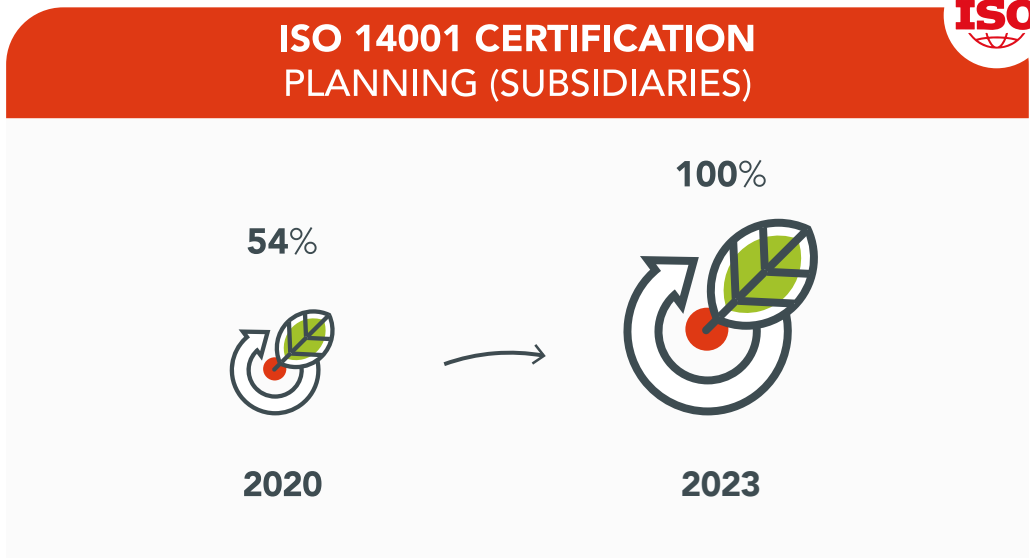 ISO 14001 CERTIFICATION
PLANNING (SUBSIDIARIES)
ISO
100%
54%
2020
2023